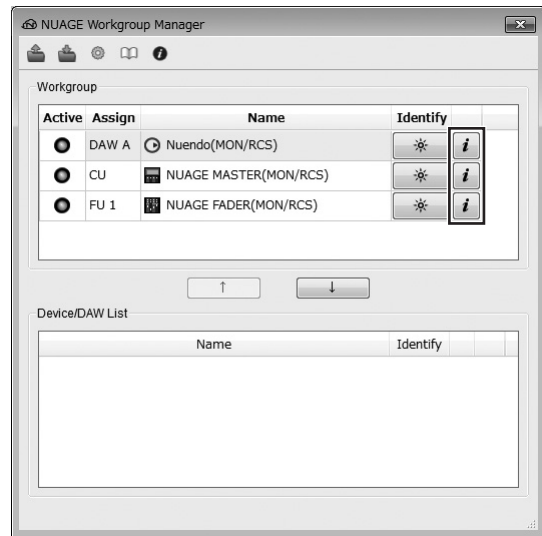 NUAGE Workgroup Manager
Workgroup
Active Assign Name Identify
DAW A Nuendo(MON/RCS) i
CU NUAGE MASTER(MON/RCS) i
FU 1 NUAGE FADER(MON/RCS) i
↑ ↓
Device/DAW List
Name Identify